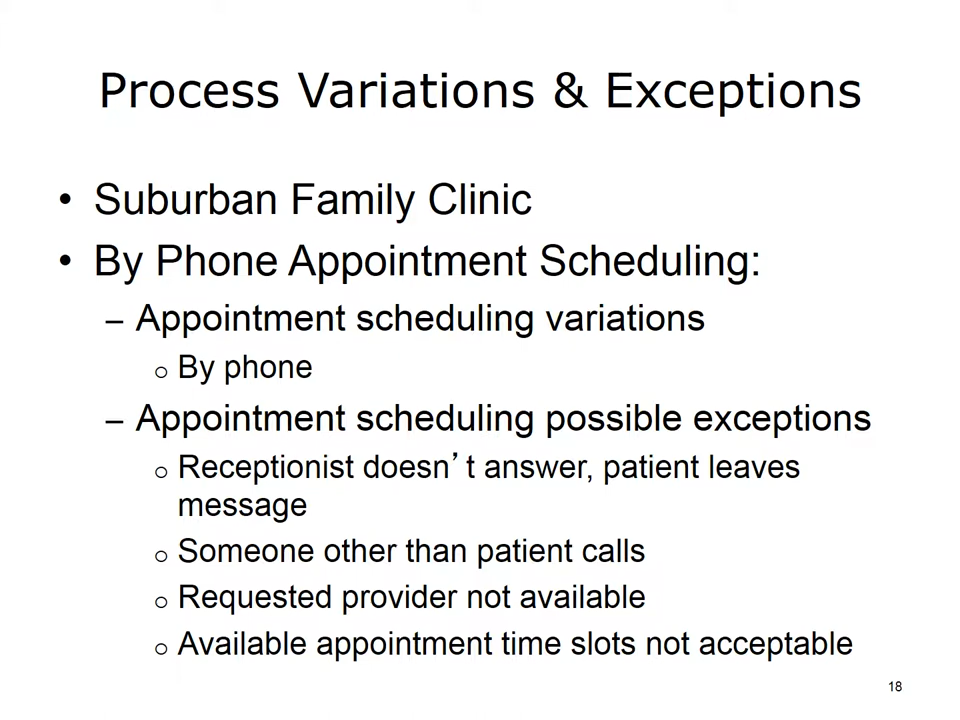 Process Variations & Exceptions
• Suburban Family Clinic
• By Phone Appointment Scheduling:
– Appointment scheduling variations
o By phone
– Appointment scheduling possible exceptions
o Receptionist doesn’t answer, patient leaves
message
o Someone other than patient calls
o Requested provider not available
o Available appointment time slots not acceptable
18